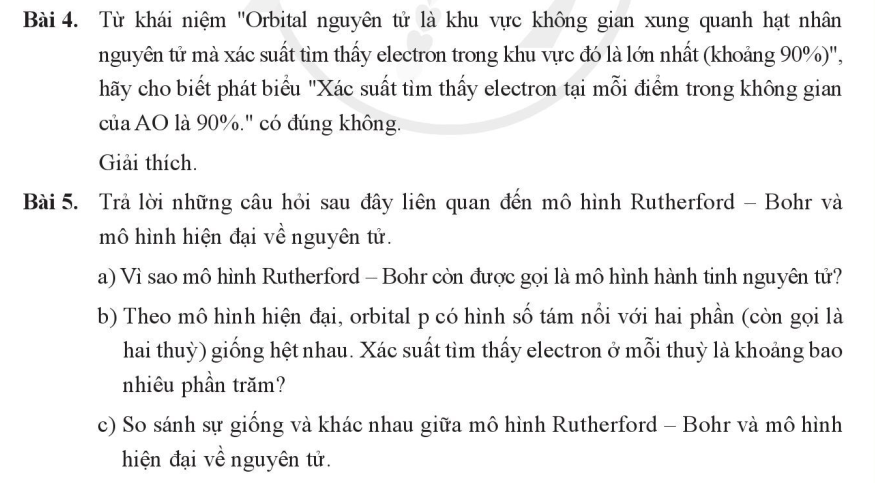 Bài 4. Từ khái niệm "Orbital nguyên tử là khu vực không gian xung quanh hạt nhân
nguyên tử mà xác suất tìm thấy electron trong khu vực đó là lớn nhất (khoảng 90%)",
hãy cho biết phát biểu "Xác suất tìm thấy electron tại mỗi điểm trong không gian
của AO là 90%." có đúng không.
Giải thích.
Bài 5. Trả lời những câu hỏi sau đây liên quan đến mô hình Rutherford – Bohr và
mô hình hiện đại về nguyên tử.
a) Vì sao mô hình Rutherford – Bohr còn được gọi là mô hình hành tinh nguyên tử?
b) Theo mô hình hiện đại, orbital p có hình số tám nổi với hai phần (còn gọi là
hai thuỳ) giống hệt nhau. Xác suất tìm thấy electron ở mỗi thuỳ là khoảng bao
nhiêu phần trăm?
c) So sánh sự giống và khác nhau giữa mô hình Rutherford – Bohr và mô hình
hiện đại về nguyên tử.